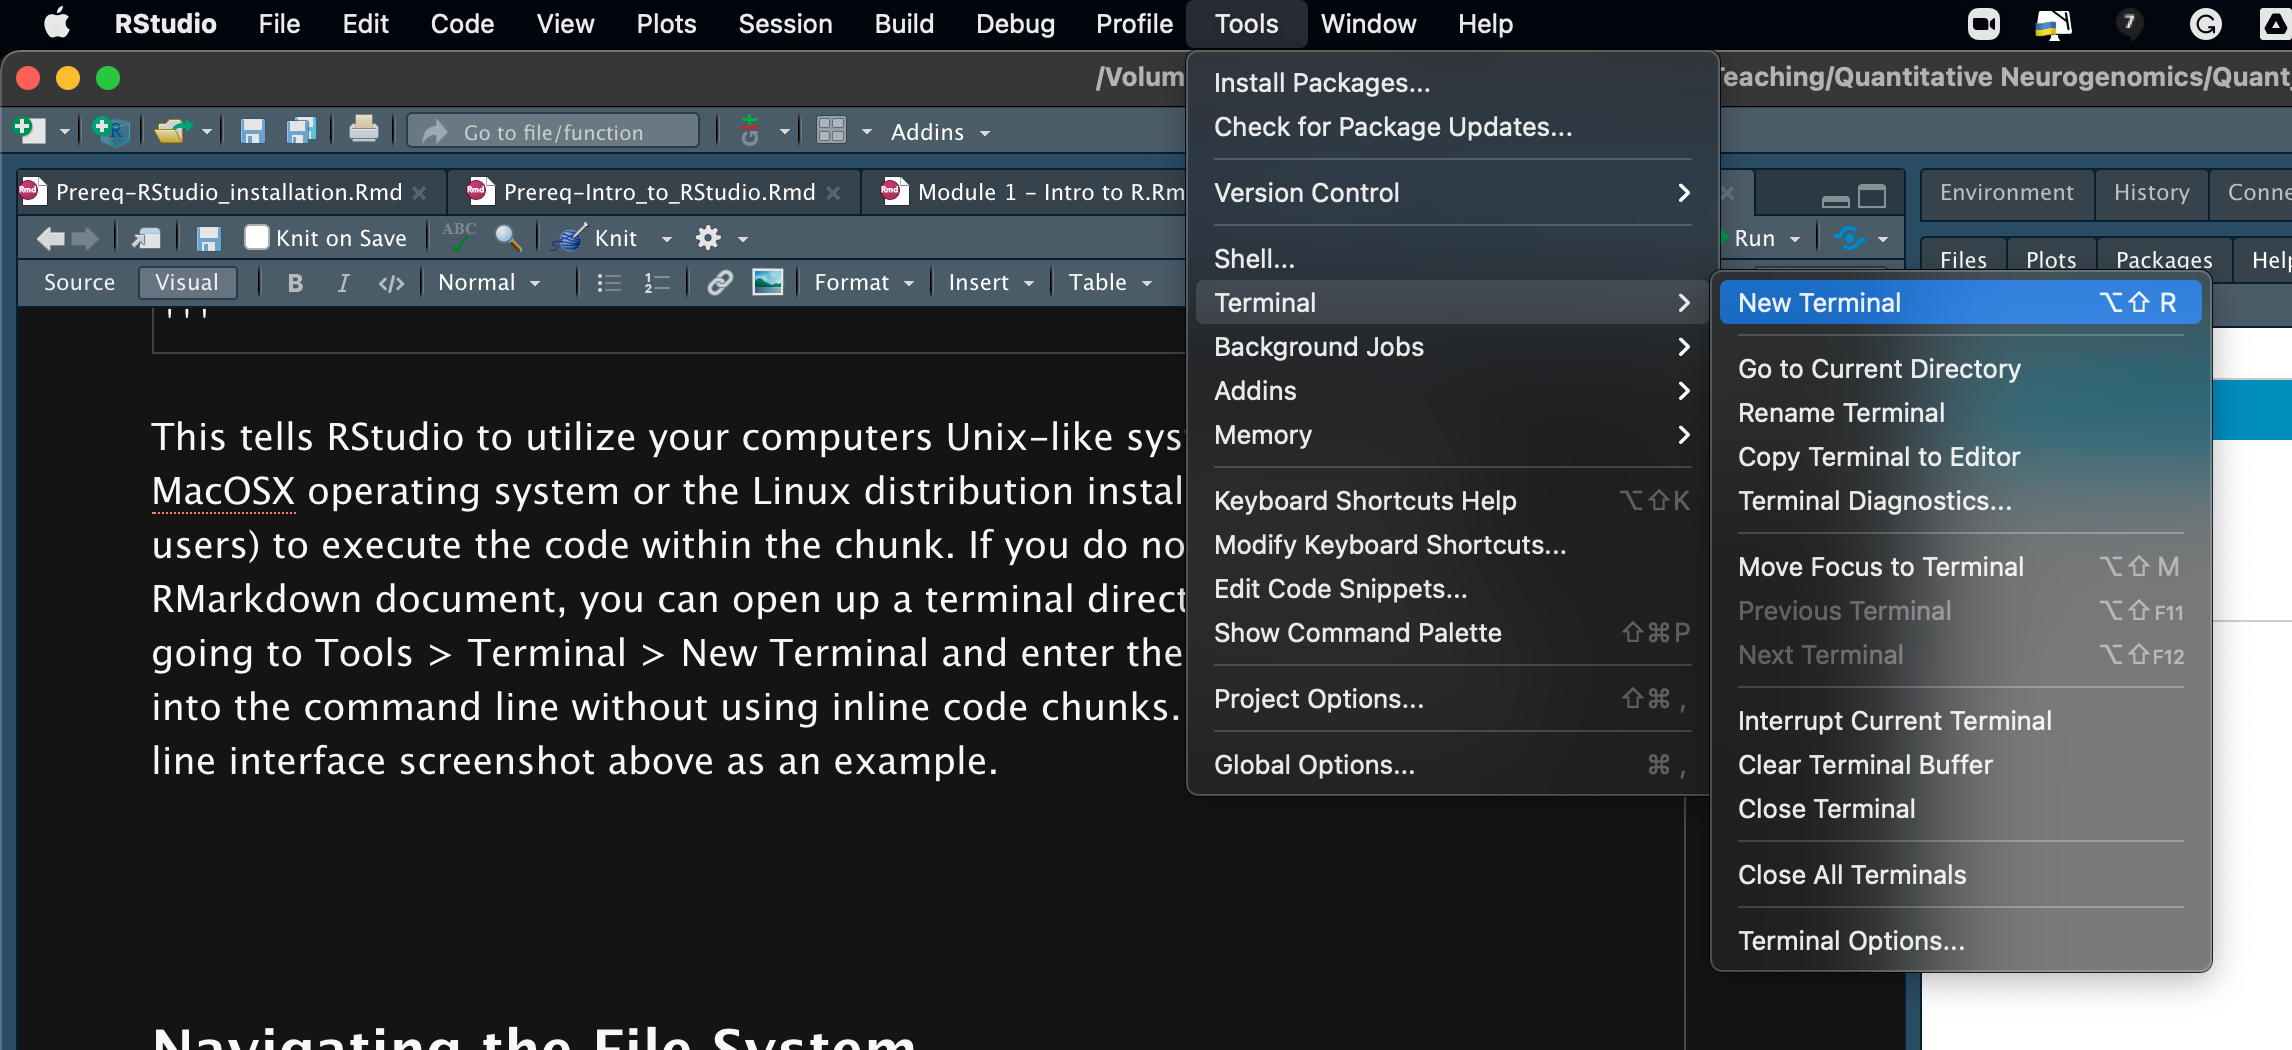 RStudio File Edit Code View Plots Session Build Debug Profile Tools Window Help
7
/Volum
Teaching/Quantitative Neurogenomics/Quant
Go to file/function
Addins
Prereq-RStudio_installation.Rmd
Prereq-Intro_to_RStudio.Rmd
Module 1 - Intro to R.Rm
Environment History Conne
Knit on Save
ABC
Knit
Run
Files Plots Packages Help
Source Visual B I </> Normal Format Insert Table
This tells RStudio to utilize your computers Unix-like sys
MacOSX operating system or the Linux distribution instal
users) to execute the code within the chunk. If you do no
RMarkdown document, you can open up a terminal direct
going to Tools > Terminal > New Terminal and enter the
into the command line without using inline code chunks.
line interface screenshot above as an example.
Navigating the File System
Install Packages...
Check for Package Updates...
Version Control
Shell...
Terminal
Background Jobs
Addins
Memory
Keyboard Shortcuts Help ⌥⇧K
Modify Keyboard Shortcuts...
Edit Code Snippets...
Show Command Palette ⇧⌘P
Project Options... ⇧⌘,
Global Options... ⌘,
New Terminal ⌥⇧R
Go to Current Directory
Rename Terminal
Copy Terminal to Editor
Terminal Diagnostics...
Move Focus to Terminal ⌥⇧M
Previous Terminal ⌥⇧F11
Next Terminal ⌥⇧F12
Interrupt Current Terminal
Clear Terminal Buffer
Close Terminal
Close All Terminals
Terminal Options...